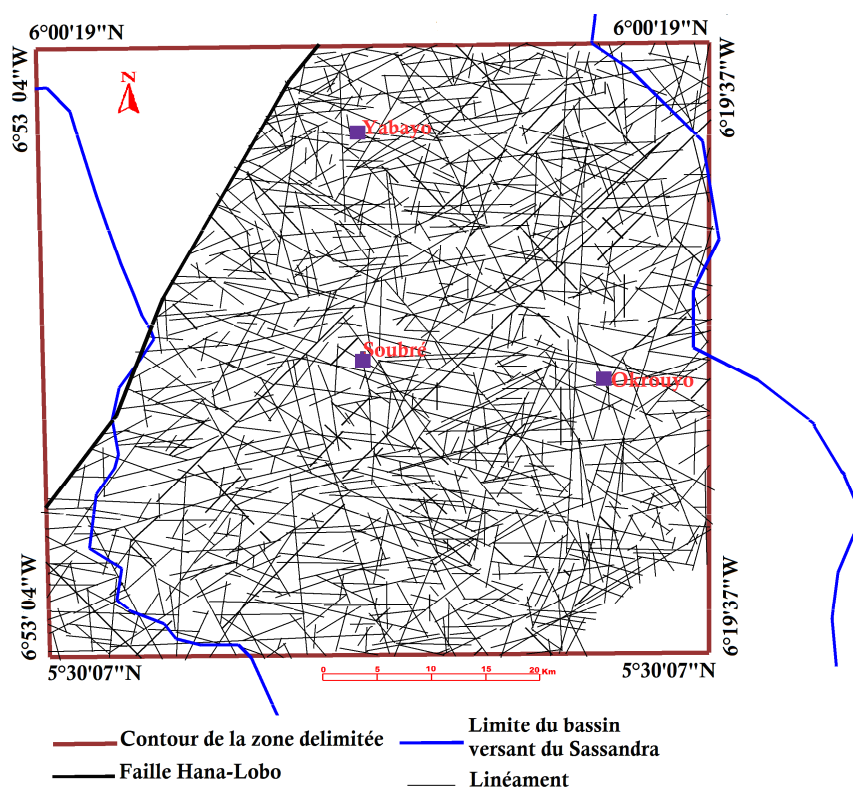 6°00'19"N
6°00'19"N
6°53 04"W
6°19'37"W
N
Yabayo
Soubré
Okrouyo
6°53' 04"W
6°19'37"W
5°30'07"N
5°30'07"N
0 5 10 15 20 Km
Contour de la zone delimitée
Limite du bassin
versant du Sassandra
Faille Hana-Lobo
Linéament